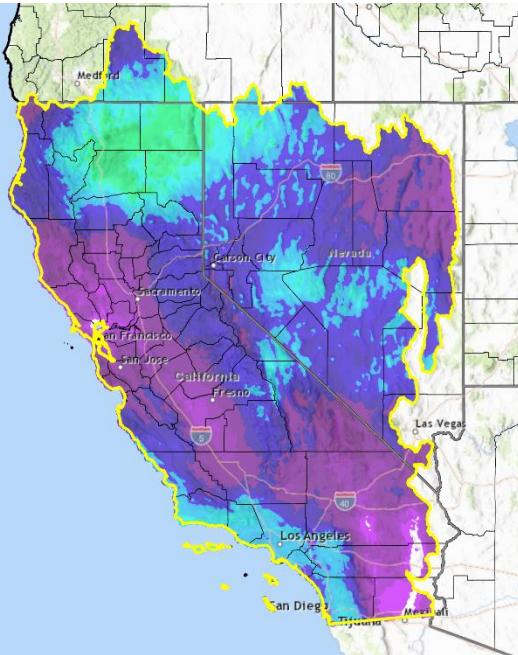 Medford
80
Carson City
Nevada
Sacramento
San Francisco
San Jose
California
Fresno
5
Las Vegas
40
Los Angeles
San Diego
Mexicali
Tijuana